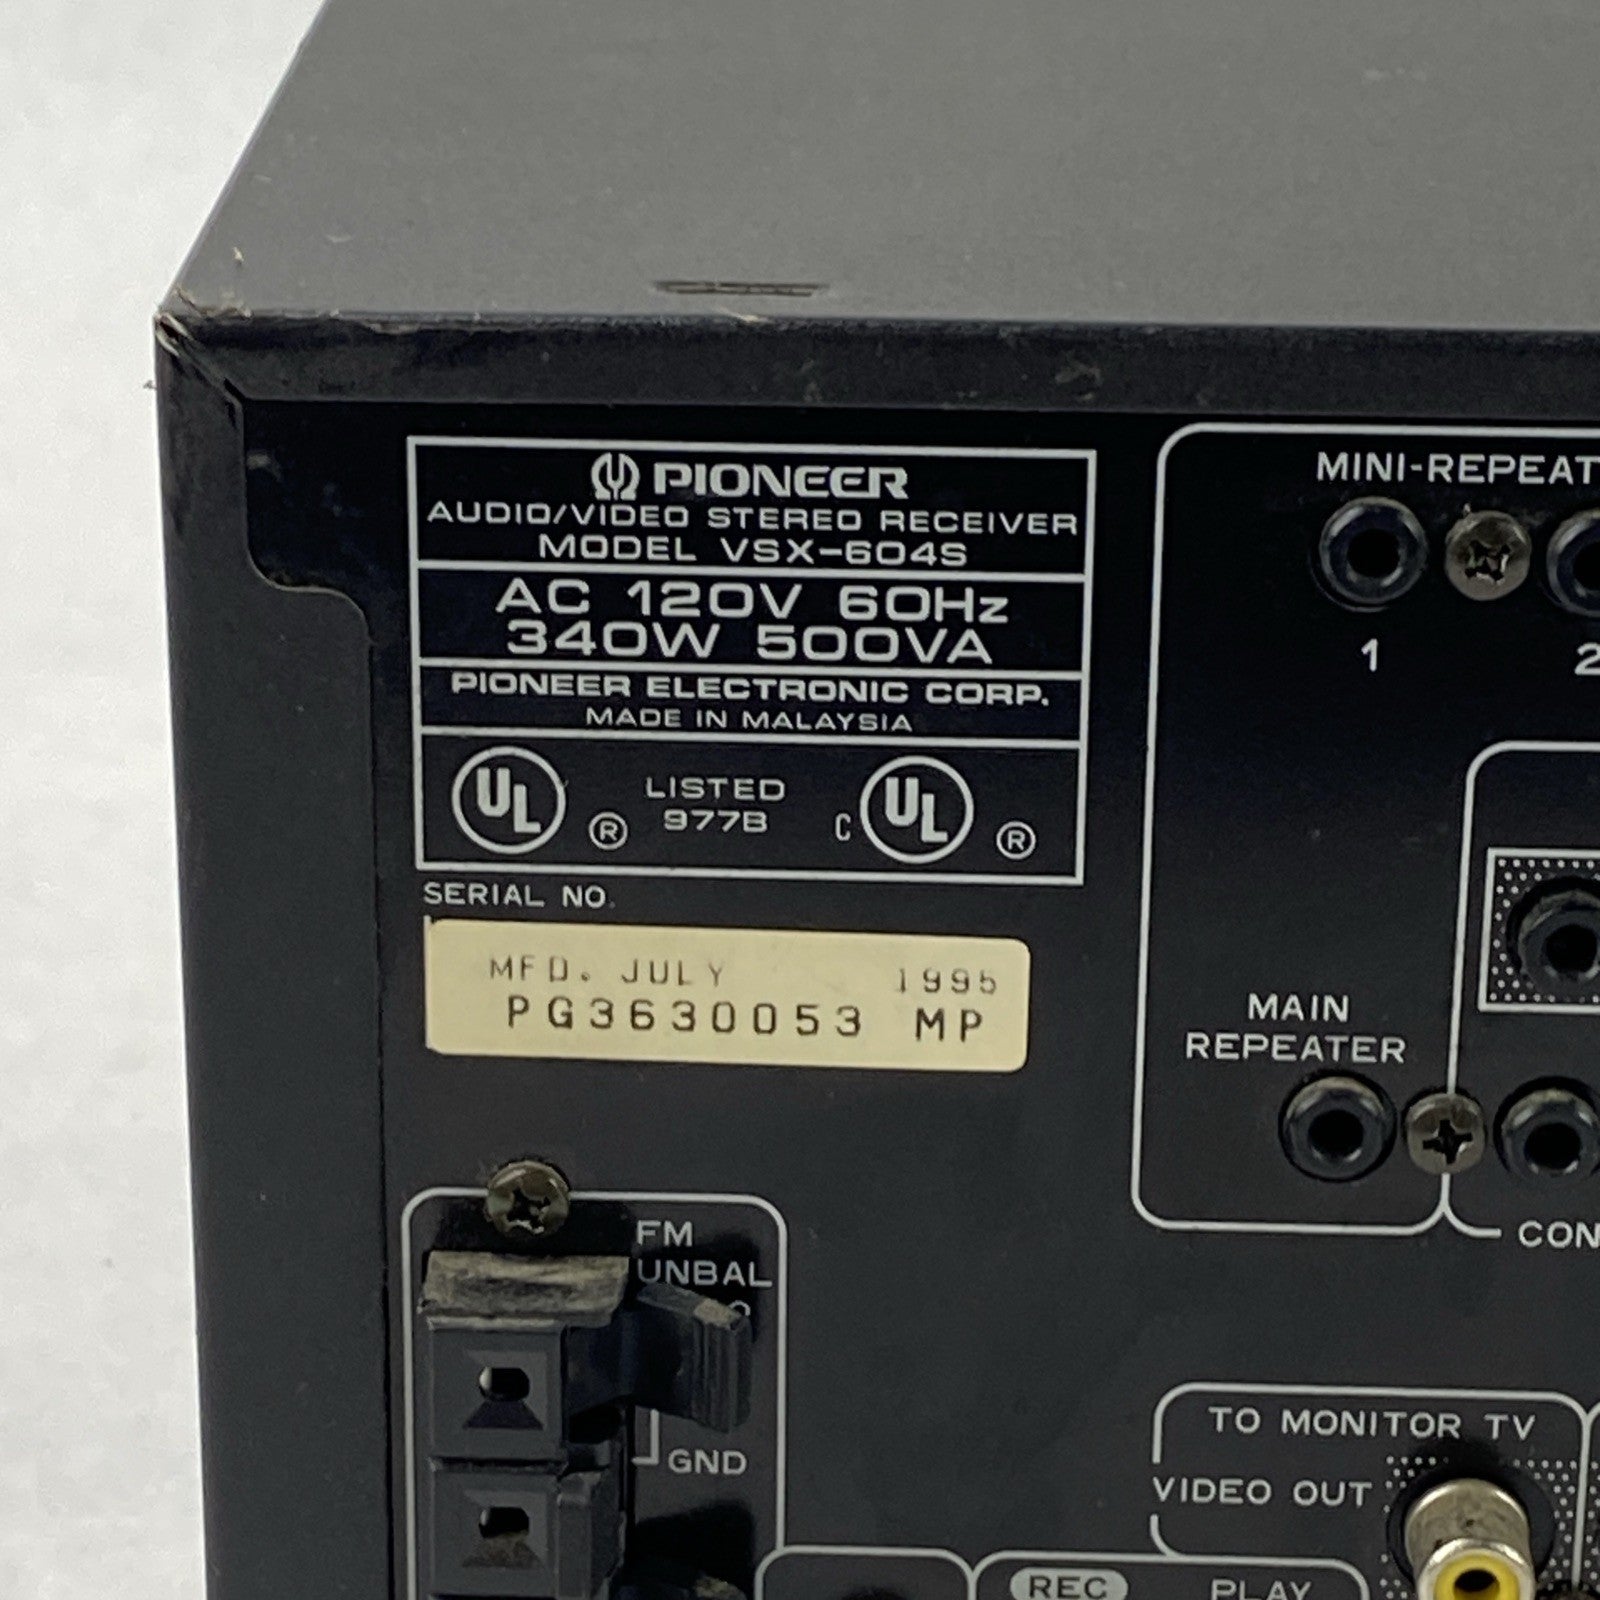 PIONEER
AUDIO/VIDEO STEREO RECEIVER
MODEL VSX-604S
AC 120V 60Hz
340W 500VA
PIONEER ELECTRONIC CORP.
MADE IN MALAYSIA
UL ® LISTED C UL ®
977B
SERIAL NO.
MFD. JULY 1995
PG3630053 MP
MINI-REPEAT
1 2
MAIN
REPEATER
CON
FM
UNBAL
GND
TO MONITOR TV
VIDEO OUT
REC PLAY